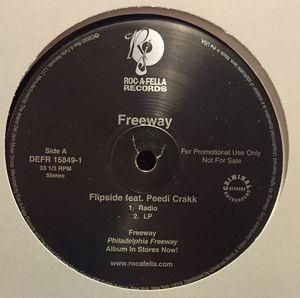 ROC-A-FELLA
RECORDS
Freeway
Side A
DEFR 15849-1
33 1/3 RPM
Stereo
For Promotional Use Only
Not For Sale
CRIMINAL
RECORDS
Flipside feat. Peedi Crakk
1. Radio
2. LP
Freeway
Philadelphia Freeway
Album In Stores Now!
www.rocafella.com